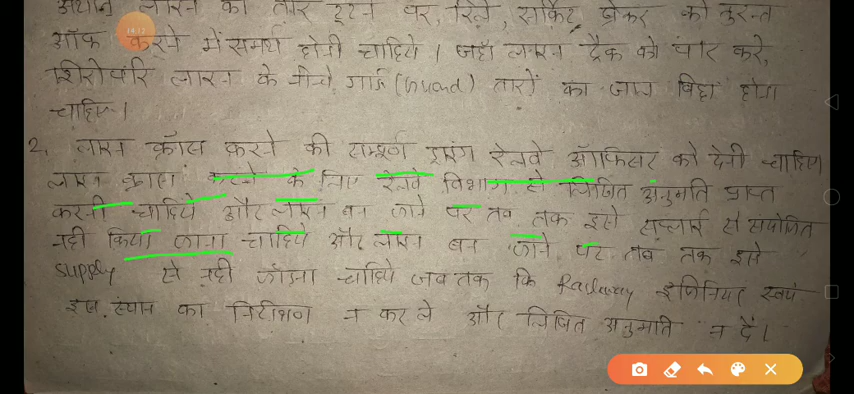 अर्थात लाइन का तार टूटने पर, रिले, सर्किट ब्रेकर को तुरन्त
ऑफ करने में समर्थ होनी चाहिये। जहाँ लाइन ट्रैक को पार करे,
शिरोपरि लाइन के नीचे गार्ड (Guard) तारों का जाल बिछा होना
चाहिए।
2. लाइन क्रॉस करने की सम्पूर्ण ड्राइंग रेलवे ऑफिसर को देनी चाहिए।
लाइन क्रास करने के लिए रेलवे विभाग से लिखित अनुमति प्राप्त
करनी चाहिये और लाइन बन जाने पर तब तक इसे सप्लाई से संयोजित
नही किया जाना चाहिये और लाइन बन जाने पर तब तक इसे
supply से नही जोड़ना चाहिये जब तक कि Railway इंजिनियर स्वयं
इस स्थान का निरीक्षण न कर ले और लिखित अनुमति न दें।
14:12